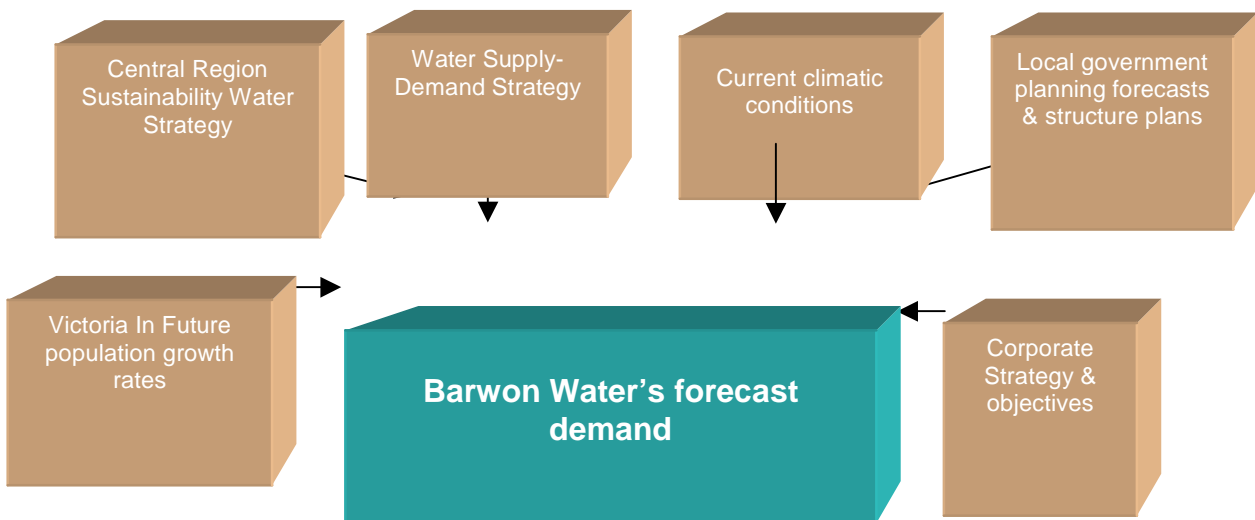 Central Region
Sustainability Water
Strategy
Water Supply-
Demand Strategy
Current climatic
conditions
Local government
planning forecasts
& structure plans
Victoria In Future
population growth
rates
Barwon Water’s forecast
demand
Corporate
Strategy &
objectives